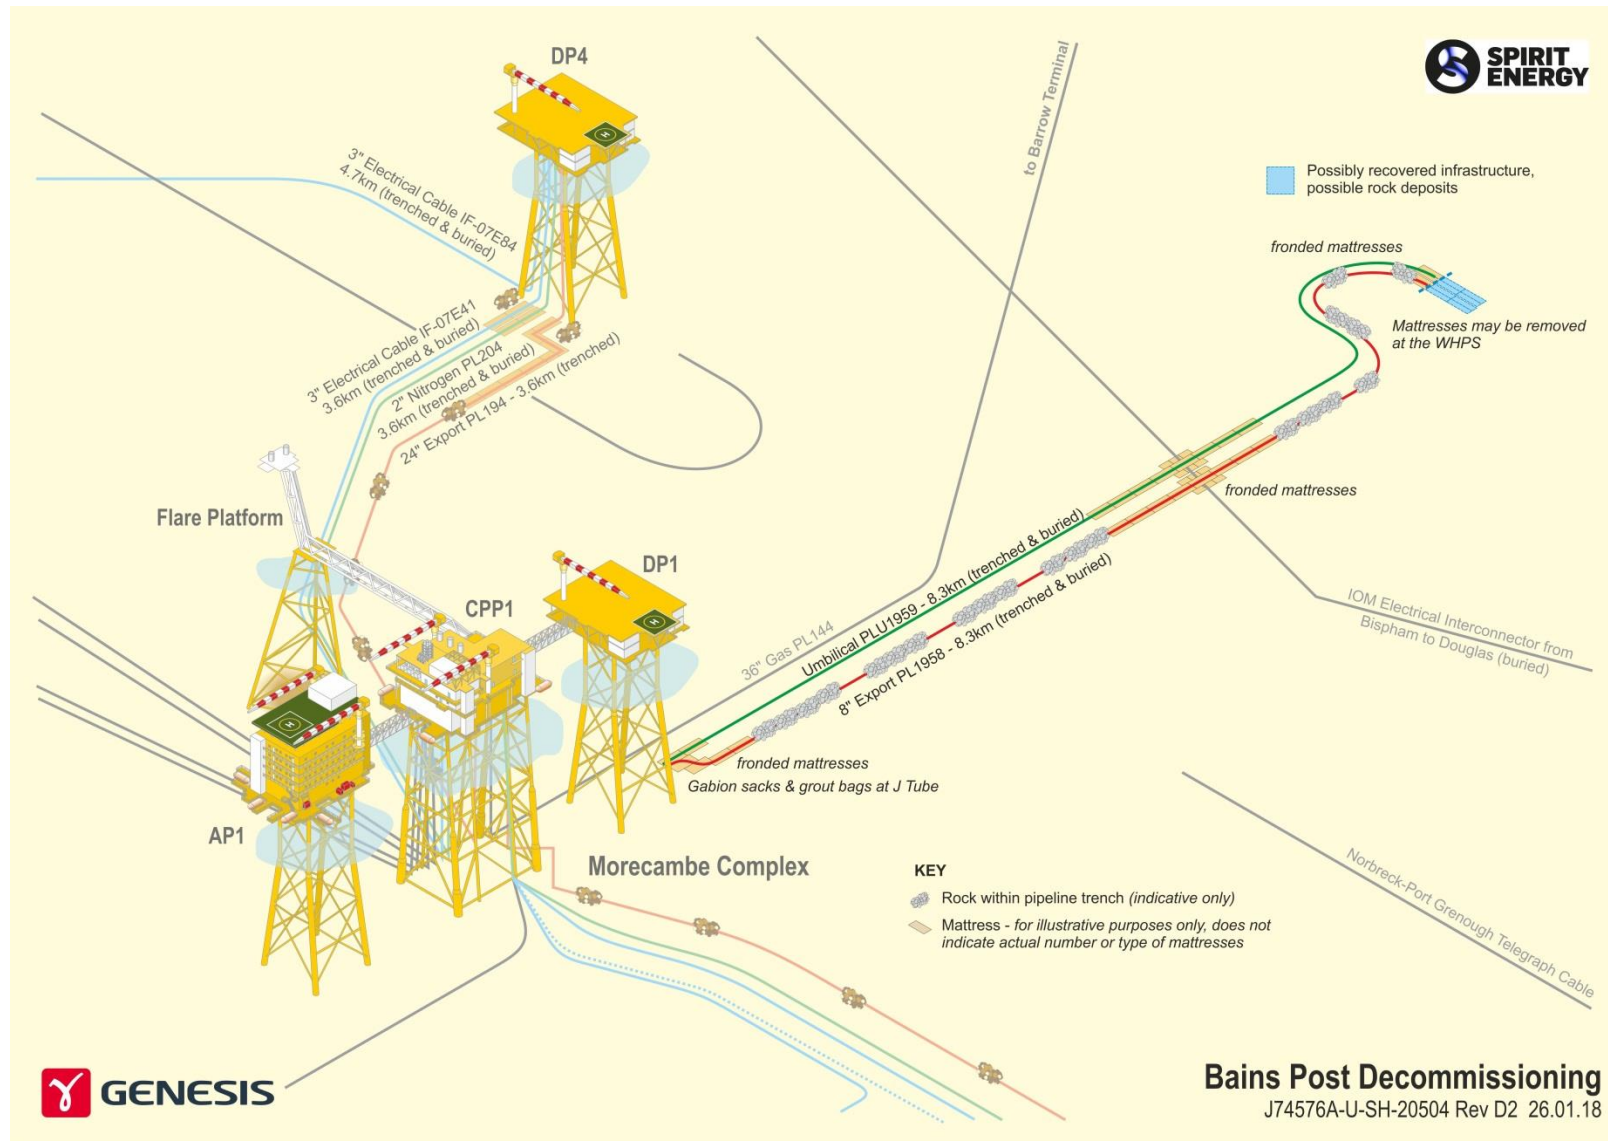 DP4
SPIRIT
ENERGY
to Barrow Terminal
3" Electrical Cable IF-07E84
4.7km (trenched & buried)
Possibly recovered infrastructure,
possible rock deposits
fronded mattresses
Mattresses may be removed
at the WHPS
3" Electrical Cable IF-07E41
3.6km (trenched & buried)
2" Nitrogen PL204
3.6km (trenched & buried)
24" Export PL194 - 3.6km (trenched)
fronded mattresses
Flare Platform
DP1
CPP1
36" Gas PL144
Umbilical PLU1959 - 8.3km (trenched & buried)
8" Export PL1958 - 8.3km (trenched & buried)
IOM Electrical Interconnector from
Bispham to Douglas (buried)
H
H
H
fronded mattresses
Gabion sacks & grout bags at J Tube
AP1
Morecambe Complex
KEY
Rock within pipeline trench (indicative only)
Mattress - for illustrative purposes only, does not
indicate actual number or type of mattresses
Norbreck-Port Grenough Telegraph Cable
GENESIS
Bains Post Decommissioning
J74576A-U-SH-20504 Rev D2 26.01.18